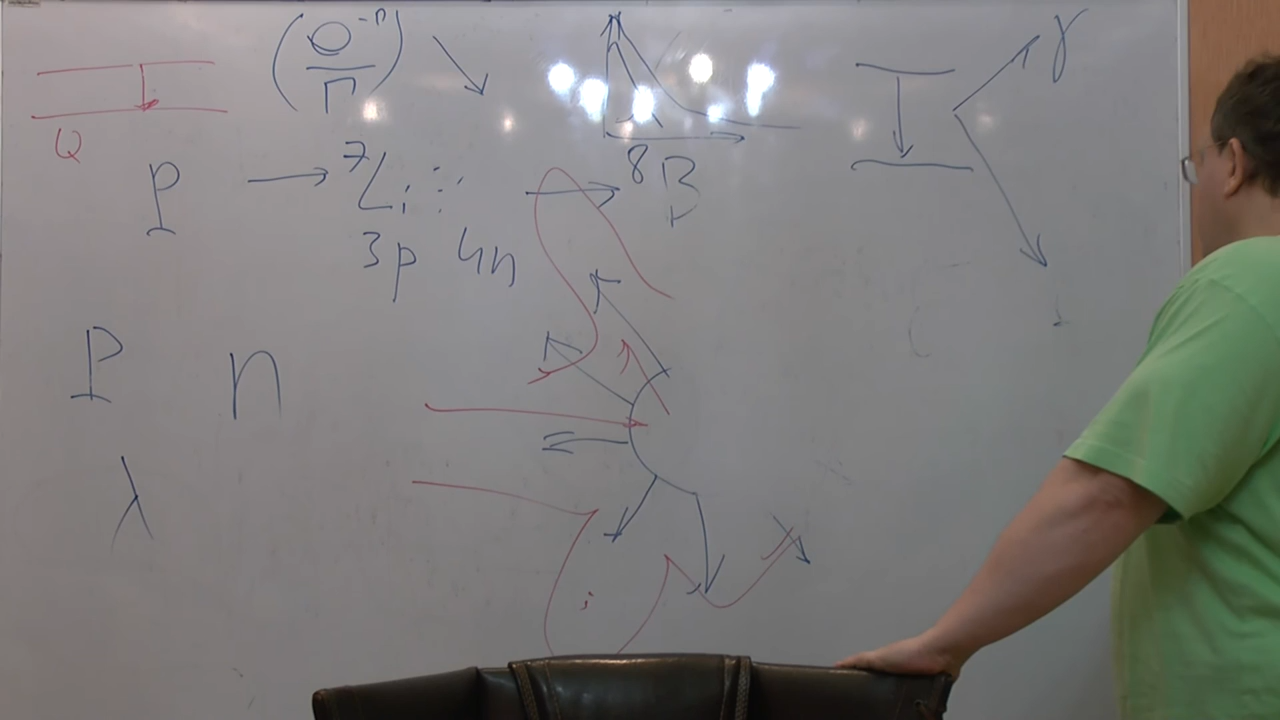 Q
p → ⁷Li → ⁸B
3p 4n
P n
λ
γ